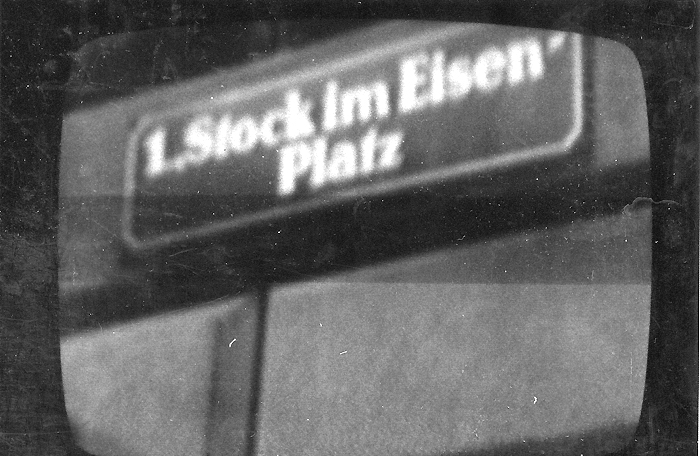 1.Stock im Eisen-
Platz